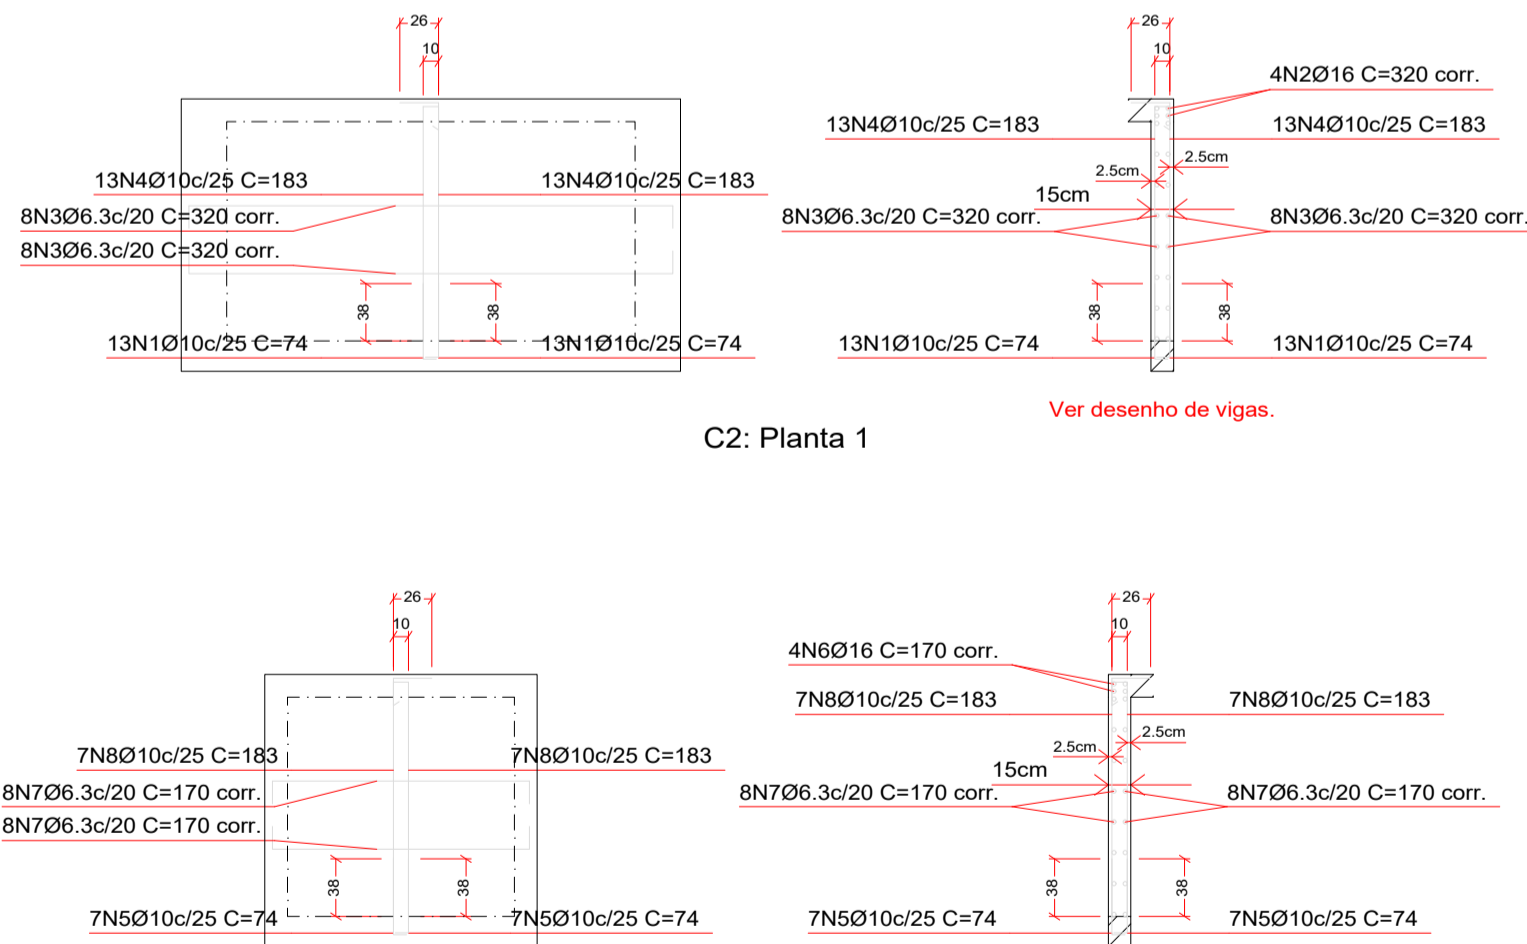 26
10
13N4Ø10c/25 C=183
13N4Ø10c/25 C=183
8N3Ø6.3c/20 C=320 corr.
8N3Ø6.3c/20 C=320 corr.
38
38
13N1Ø10c/25 C=74
13N1Ø10c/25 C=74
26
10
4N2Ø16 C=320 corr.
13N4Ø10c/25 C=183
13N4Ø10c/25 C=183
2.5cm
2.5cm
15cm
8N3Ø6.3c/20 C=320 corr.
8N3Ø6.3c/20 C=320 corr.
38
38
13N1Ø10c/25 C=74
13N1Ø10c/25 C=74
Ver desenho de vigas.
C2: Planta 1
26
10
7N8Ø10c/25 C=183
7N8Ø10c/25 C=183
8N7Ø6.3c/20 C=170 corr.
8N7Ø6.3c/20 C=170 corr.
38
38
7N5Ø10c/25 C=74
7N5Ø10c/25 C=74
26
10
4N6Ø16 C=170 corr.
7N8Ø10c/25 C=183
7N8Ø10c/25 C=183
2.5cm
2.5cm
15cm
8N7Ø6.3c/20 C=170 corr.
8N7Ø6.3c/20 C=170 corr.
38
38
7N5Ø10c/25 C=74
7N5Ø10c/25 C=74